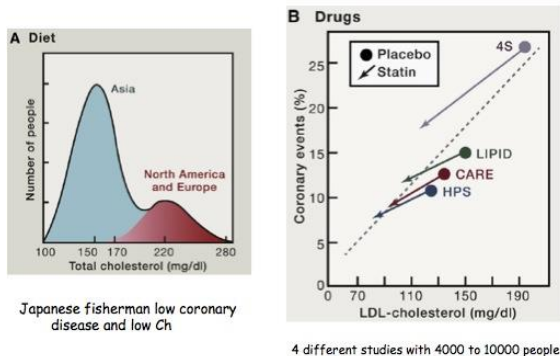 A Diet
Number of people
Asia
North America
and Europe
100 150 170 220 280
Total cholesterol (mg/dl)
Japanese fisherman low coronary
disease and low Ch
B Drugs
Placebo
Statin
4S
LIPID
CARE
HPS
Coronary events (%)
25
20
15
10
5
0
0 70 110 150 190
LDL-cholesterol (mg/dl)
4 different studies with 4000 to 10000 people